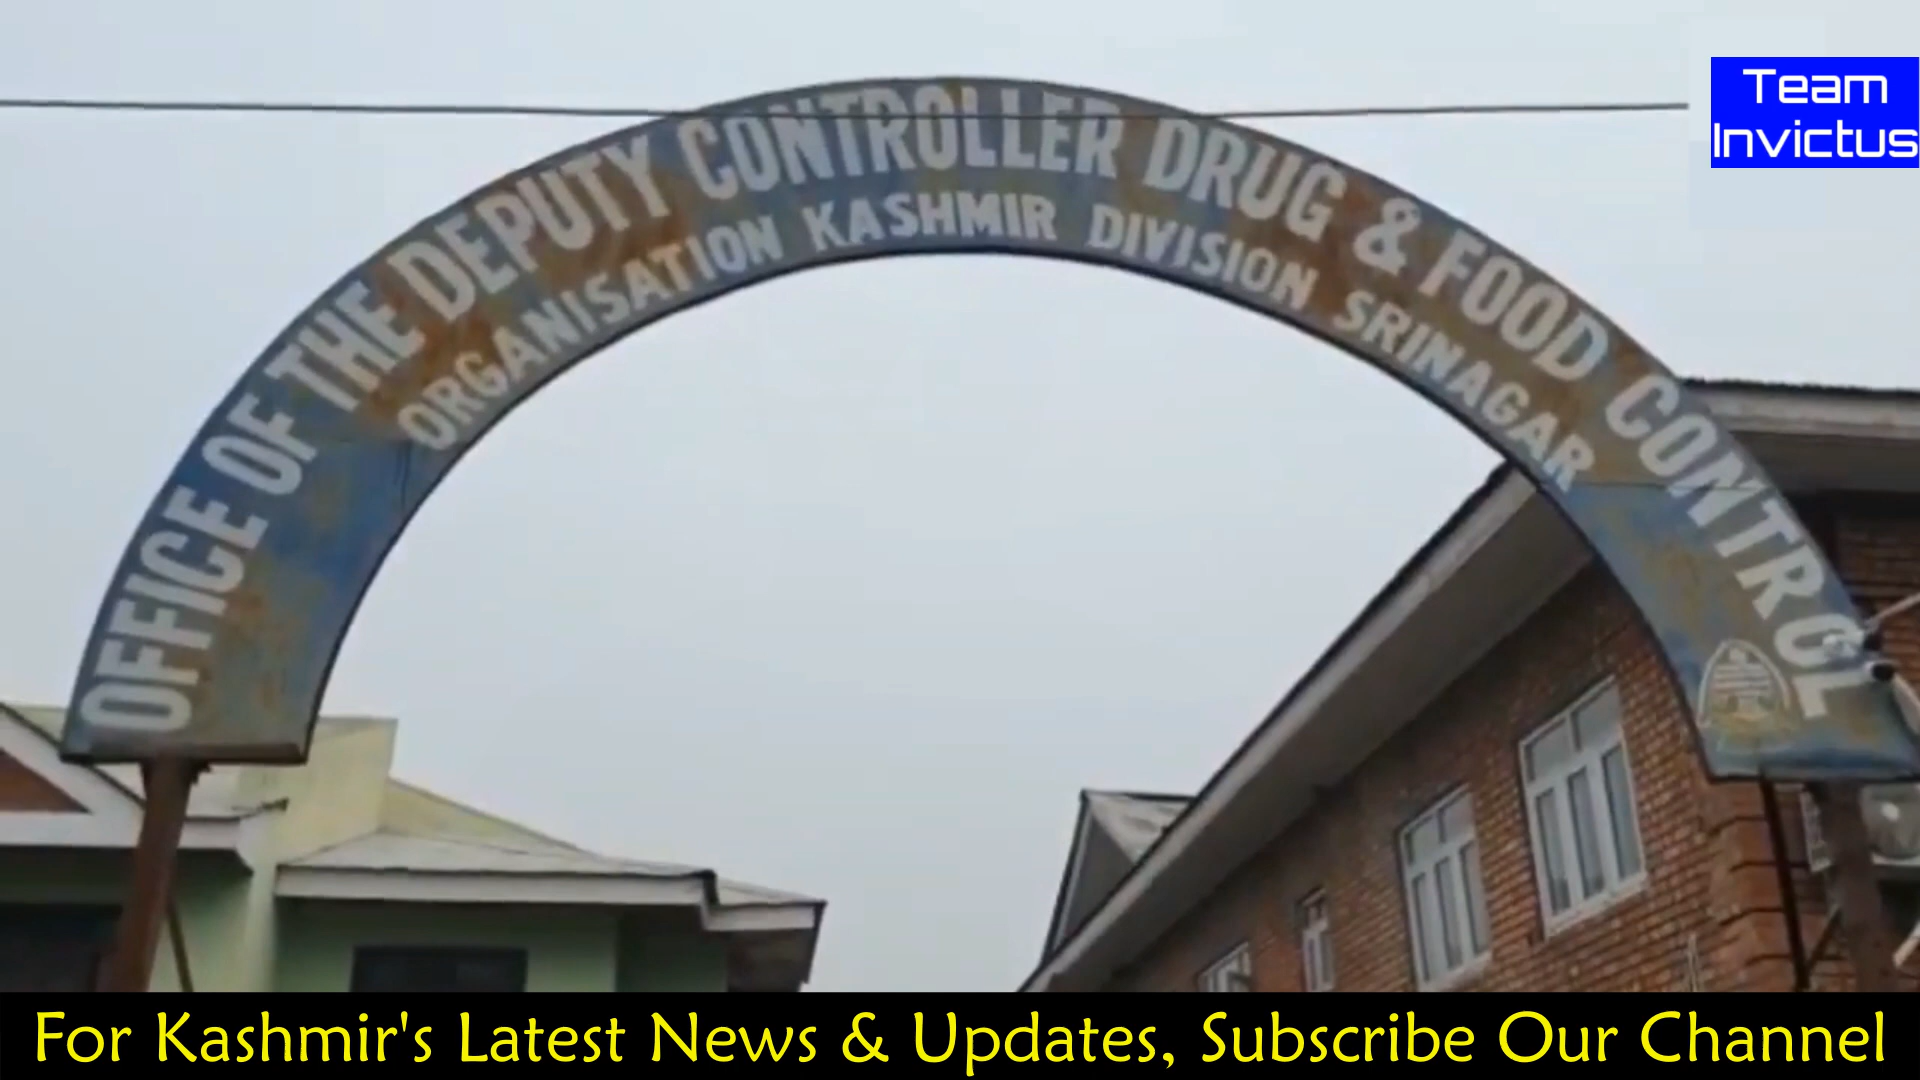 Team
Invictus
OFFICE OF THE DEPUTY CONTROLLER DRUG & FOOD CONTROL
ORGANISATION KASHMIR DIVISION SRINAGAR
For Kashmir's Latest News & Updates, Subscribe Our Channel